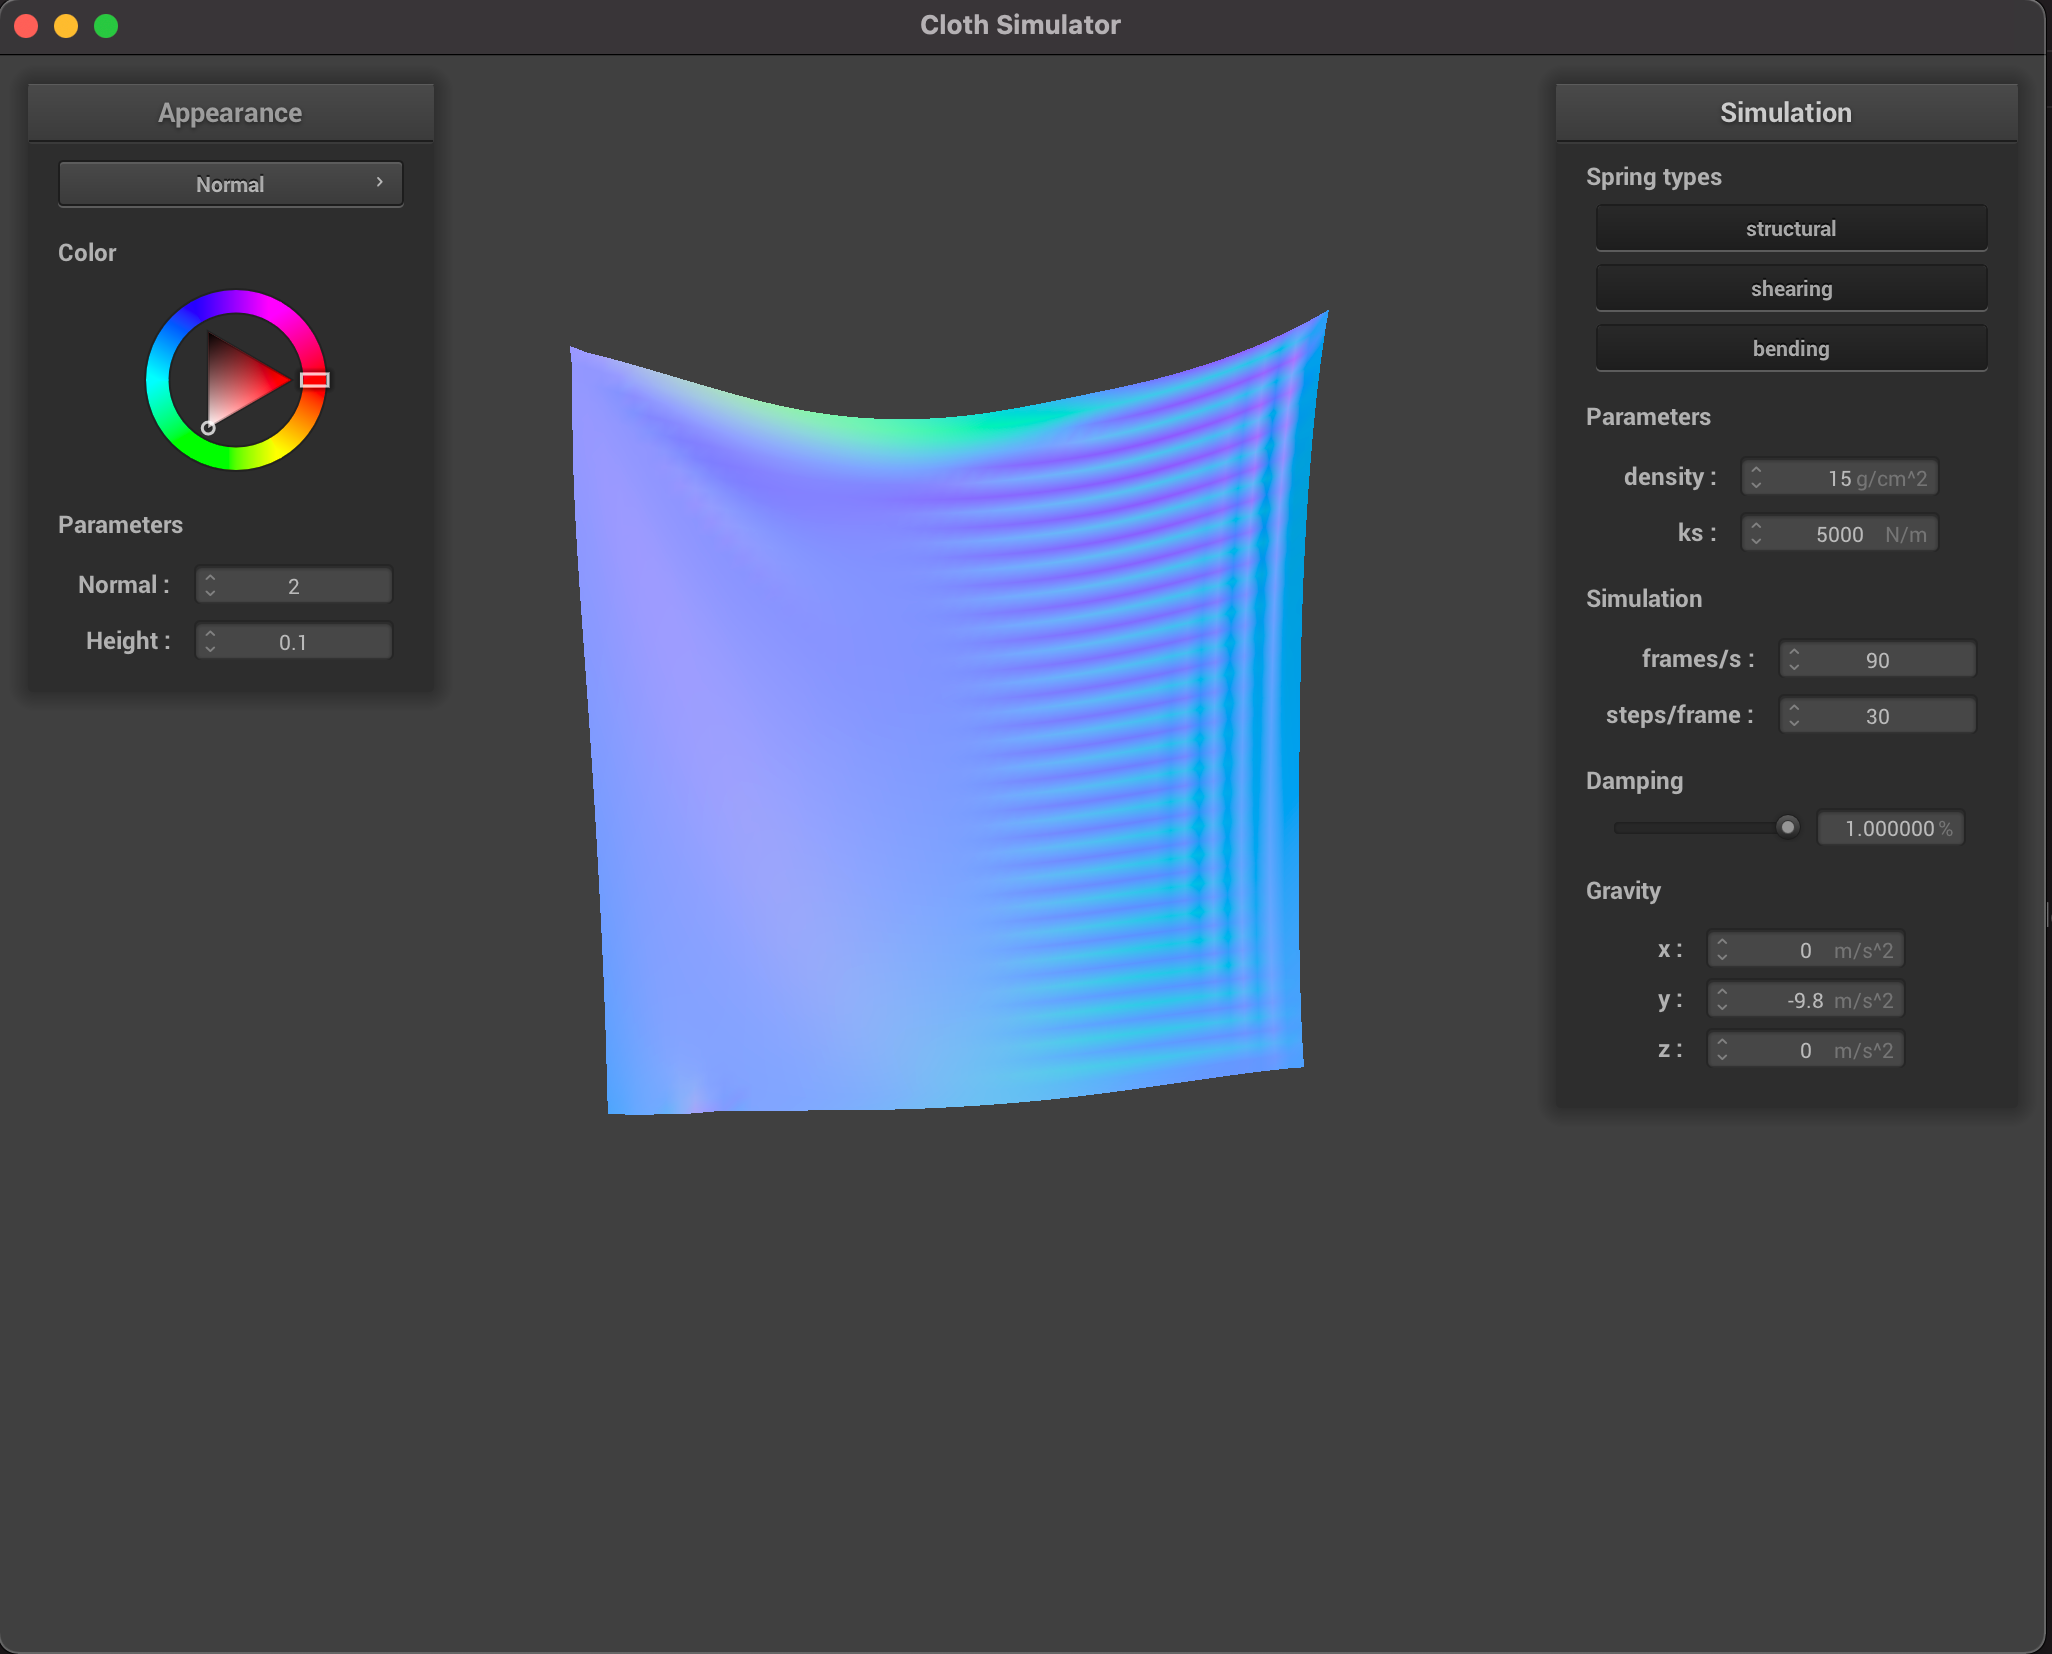 Cloth Simulator
Appearance
Normal
Color
Parameters
Normal : 2
Height : 0.1
Simulation
Spring types
structural
shearing
bending
Parameters
density : 15 g/cm^2
ks : 5000 N/m
Simulation
frames/s : 90
steps/frame : 30
Damping
1.000000 %
Gravity
x : 0 m/s^2
y : -9.8 m/s^2
z : 0 m/s^2